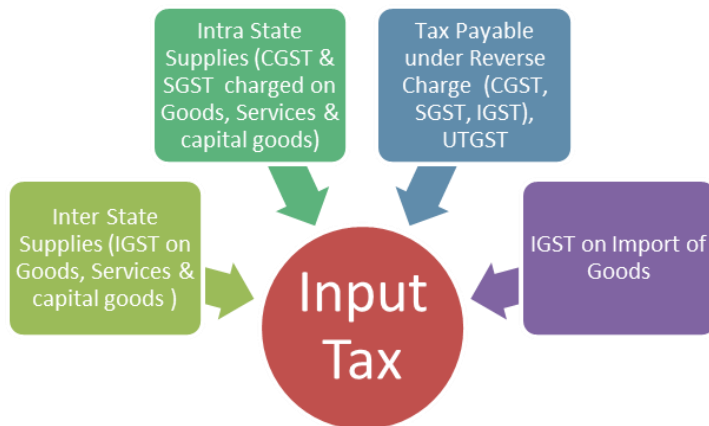 Intra State
Supplies (CGST &
SGST charged on
Goods, Services &
capital goods)
Tax Payable
under Reverse
Charge (CGST,
SGST, IGST),
UTGST
Inter State
Supplies (IGST on
Goods, Services &
capital goods )
IGST on Import of
Goods
Input
Tax